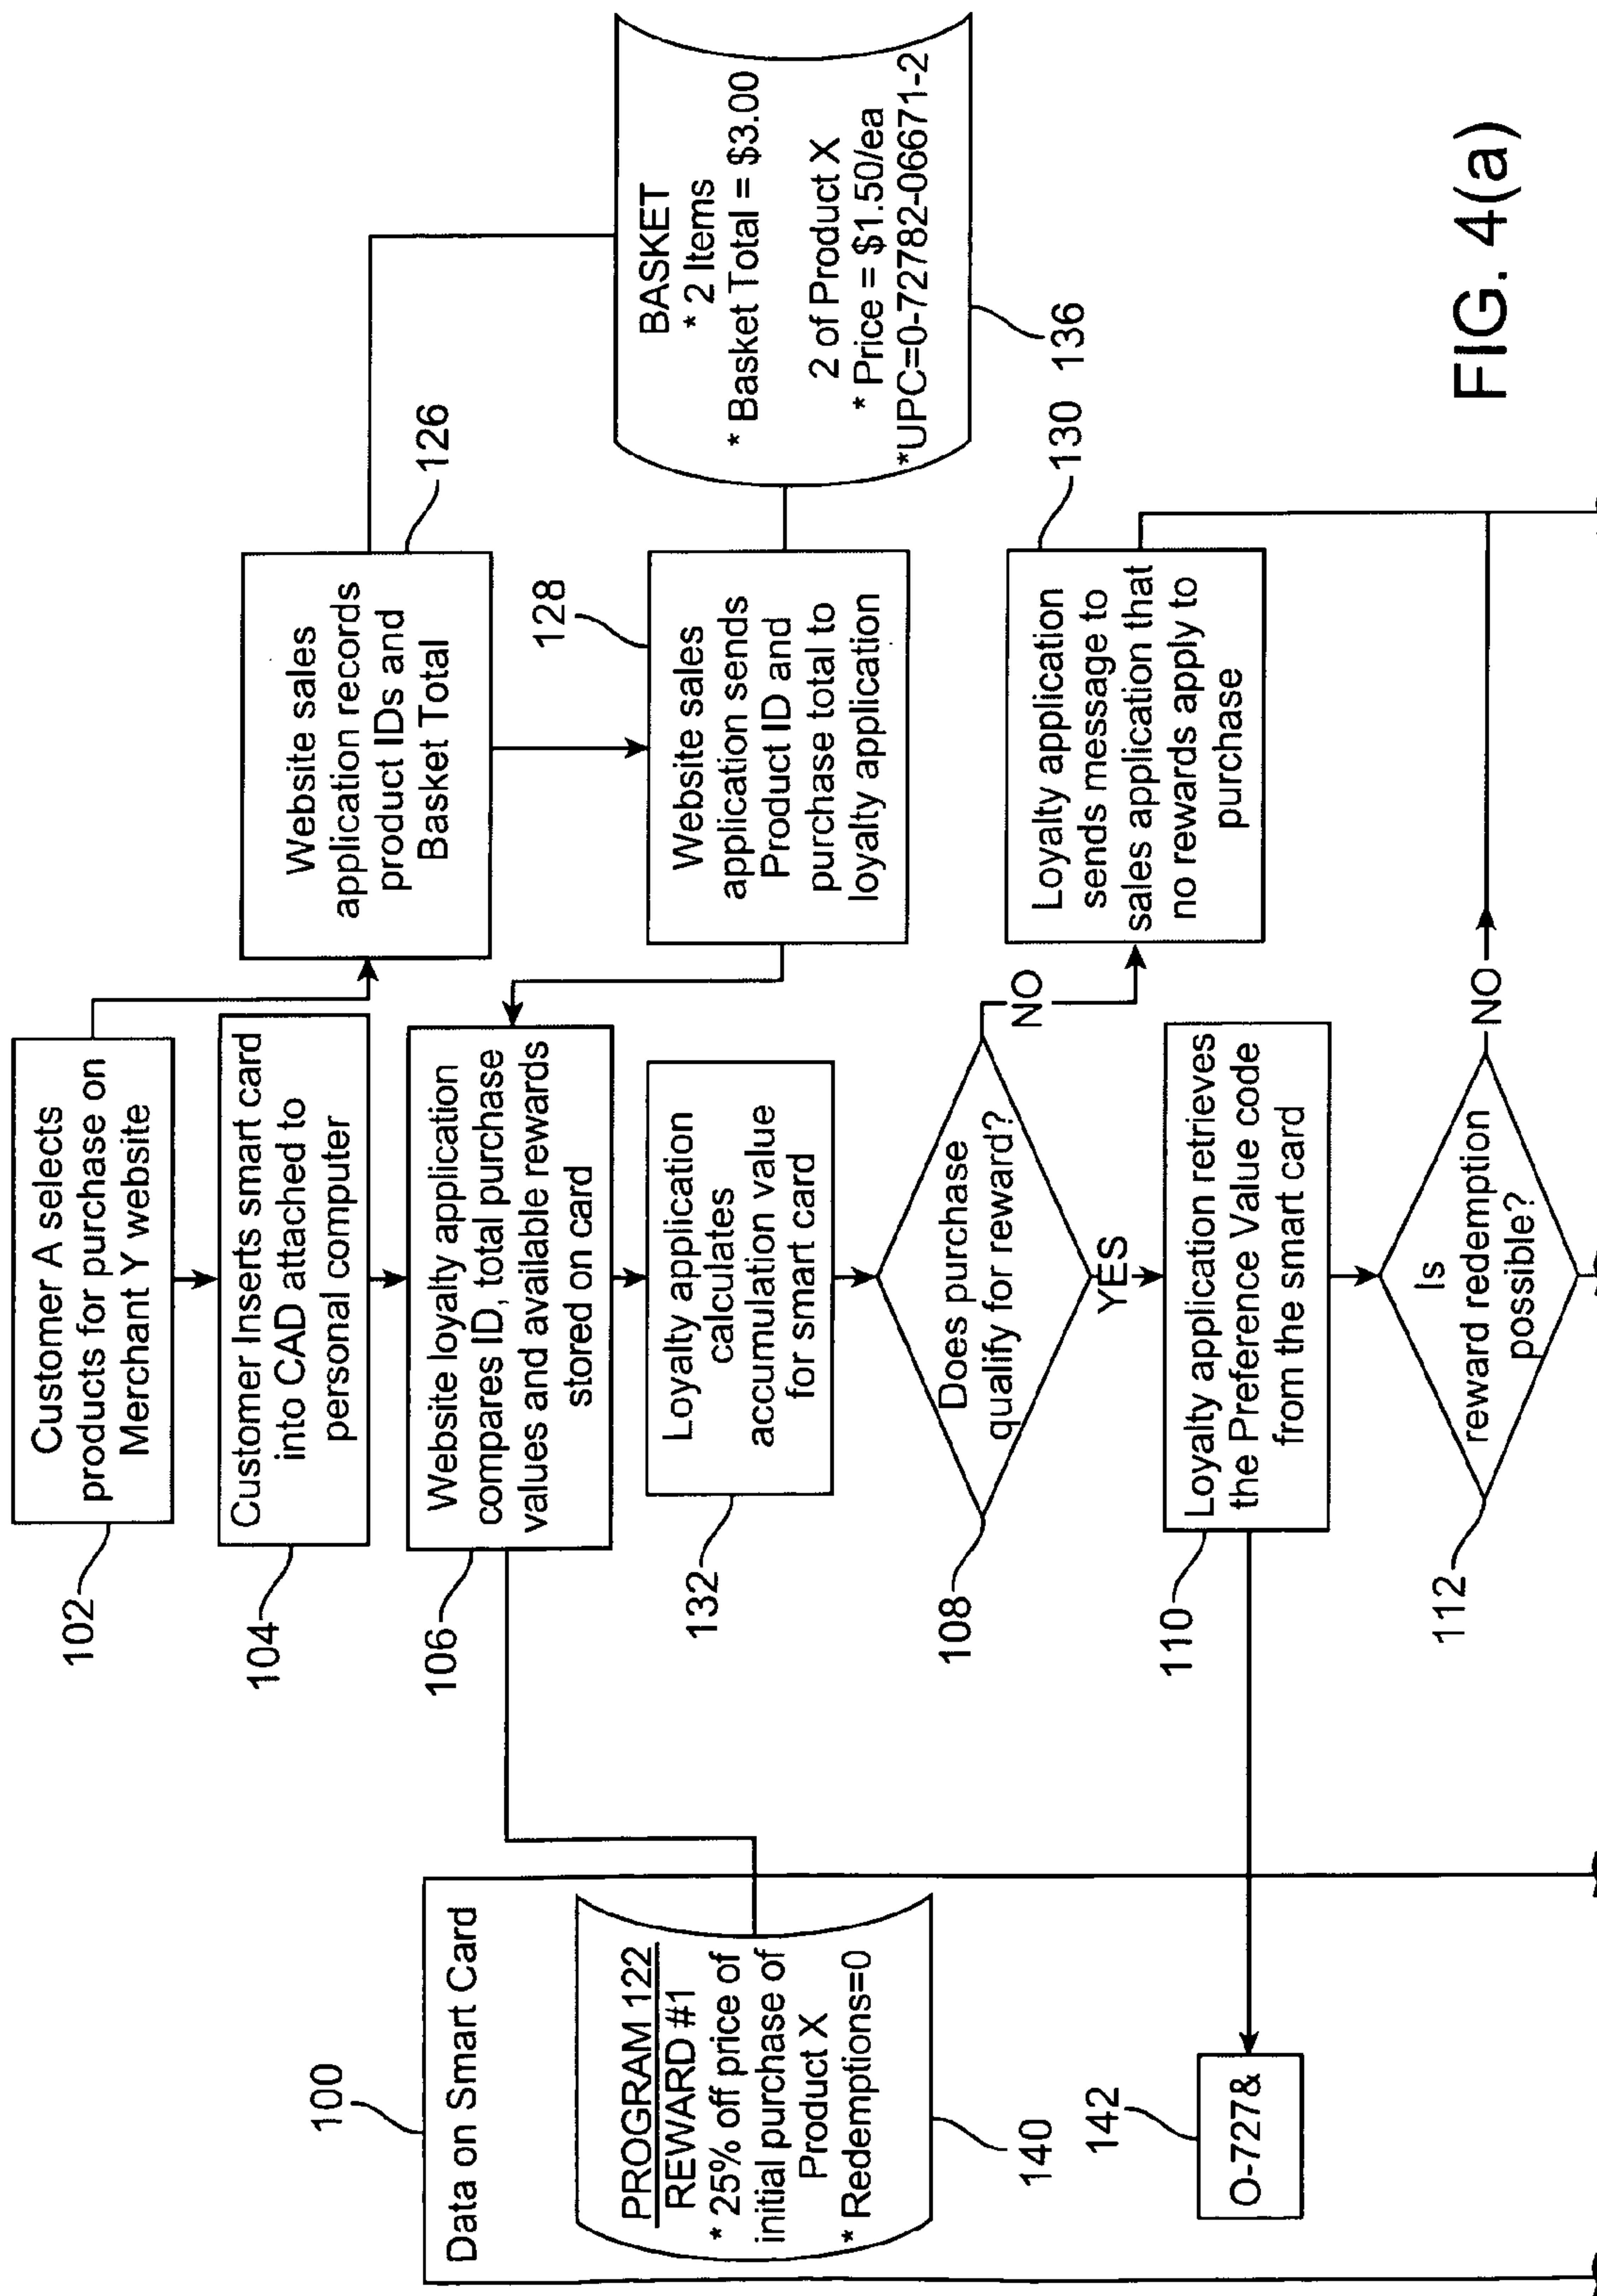 Customer A selects
products for purchase on
Merchant Y website
102
Customer Inserts smart card
into CAD attached to
personal computer
104
Website sales
application records
product IDs and
Basket Total
126
Website loyalty application
compares ID, total purchase
values and available rewards
stored on card
106
Website sales
application sends
Product ID and
purchase total to
loyalty application
128
BASKET
* 2 Items
* Basket Total = $3.00
2 of Product X
* Price = $1.50/ea
*UPC=0-72782-06671-2
136
100
Data on Smart Card
PROGRAM 122
REWARD #1
* 25% off price of
initial purchase of
Product X
* Redemptions=0
140
Loyalty application
calculates
accumulation value
for smart card
132
Does purchase
qualify for reward?
108
NO
YES
Loyalty application
sends message to
sales application that
no rewards apply to
purchase
130
Loyalty application retrieves
the Preference Value code
from the smart card
110
O-727&
142
Is
reward redemption
possible?
112
NO
FIG. 4(a)